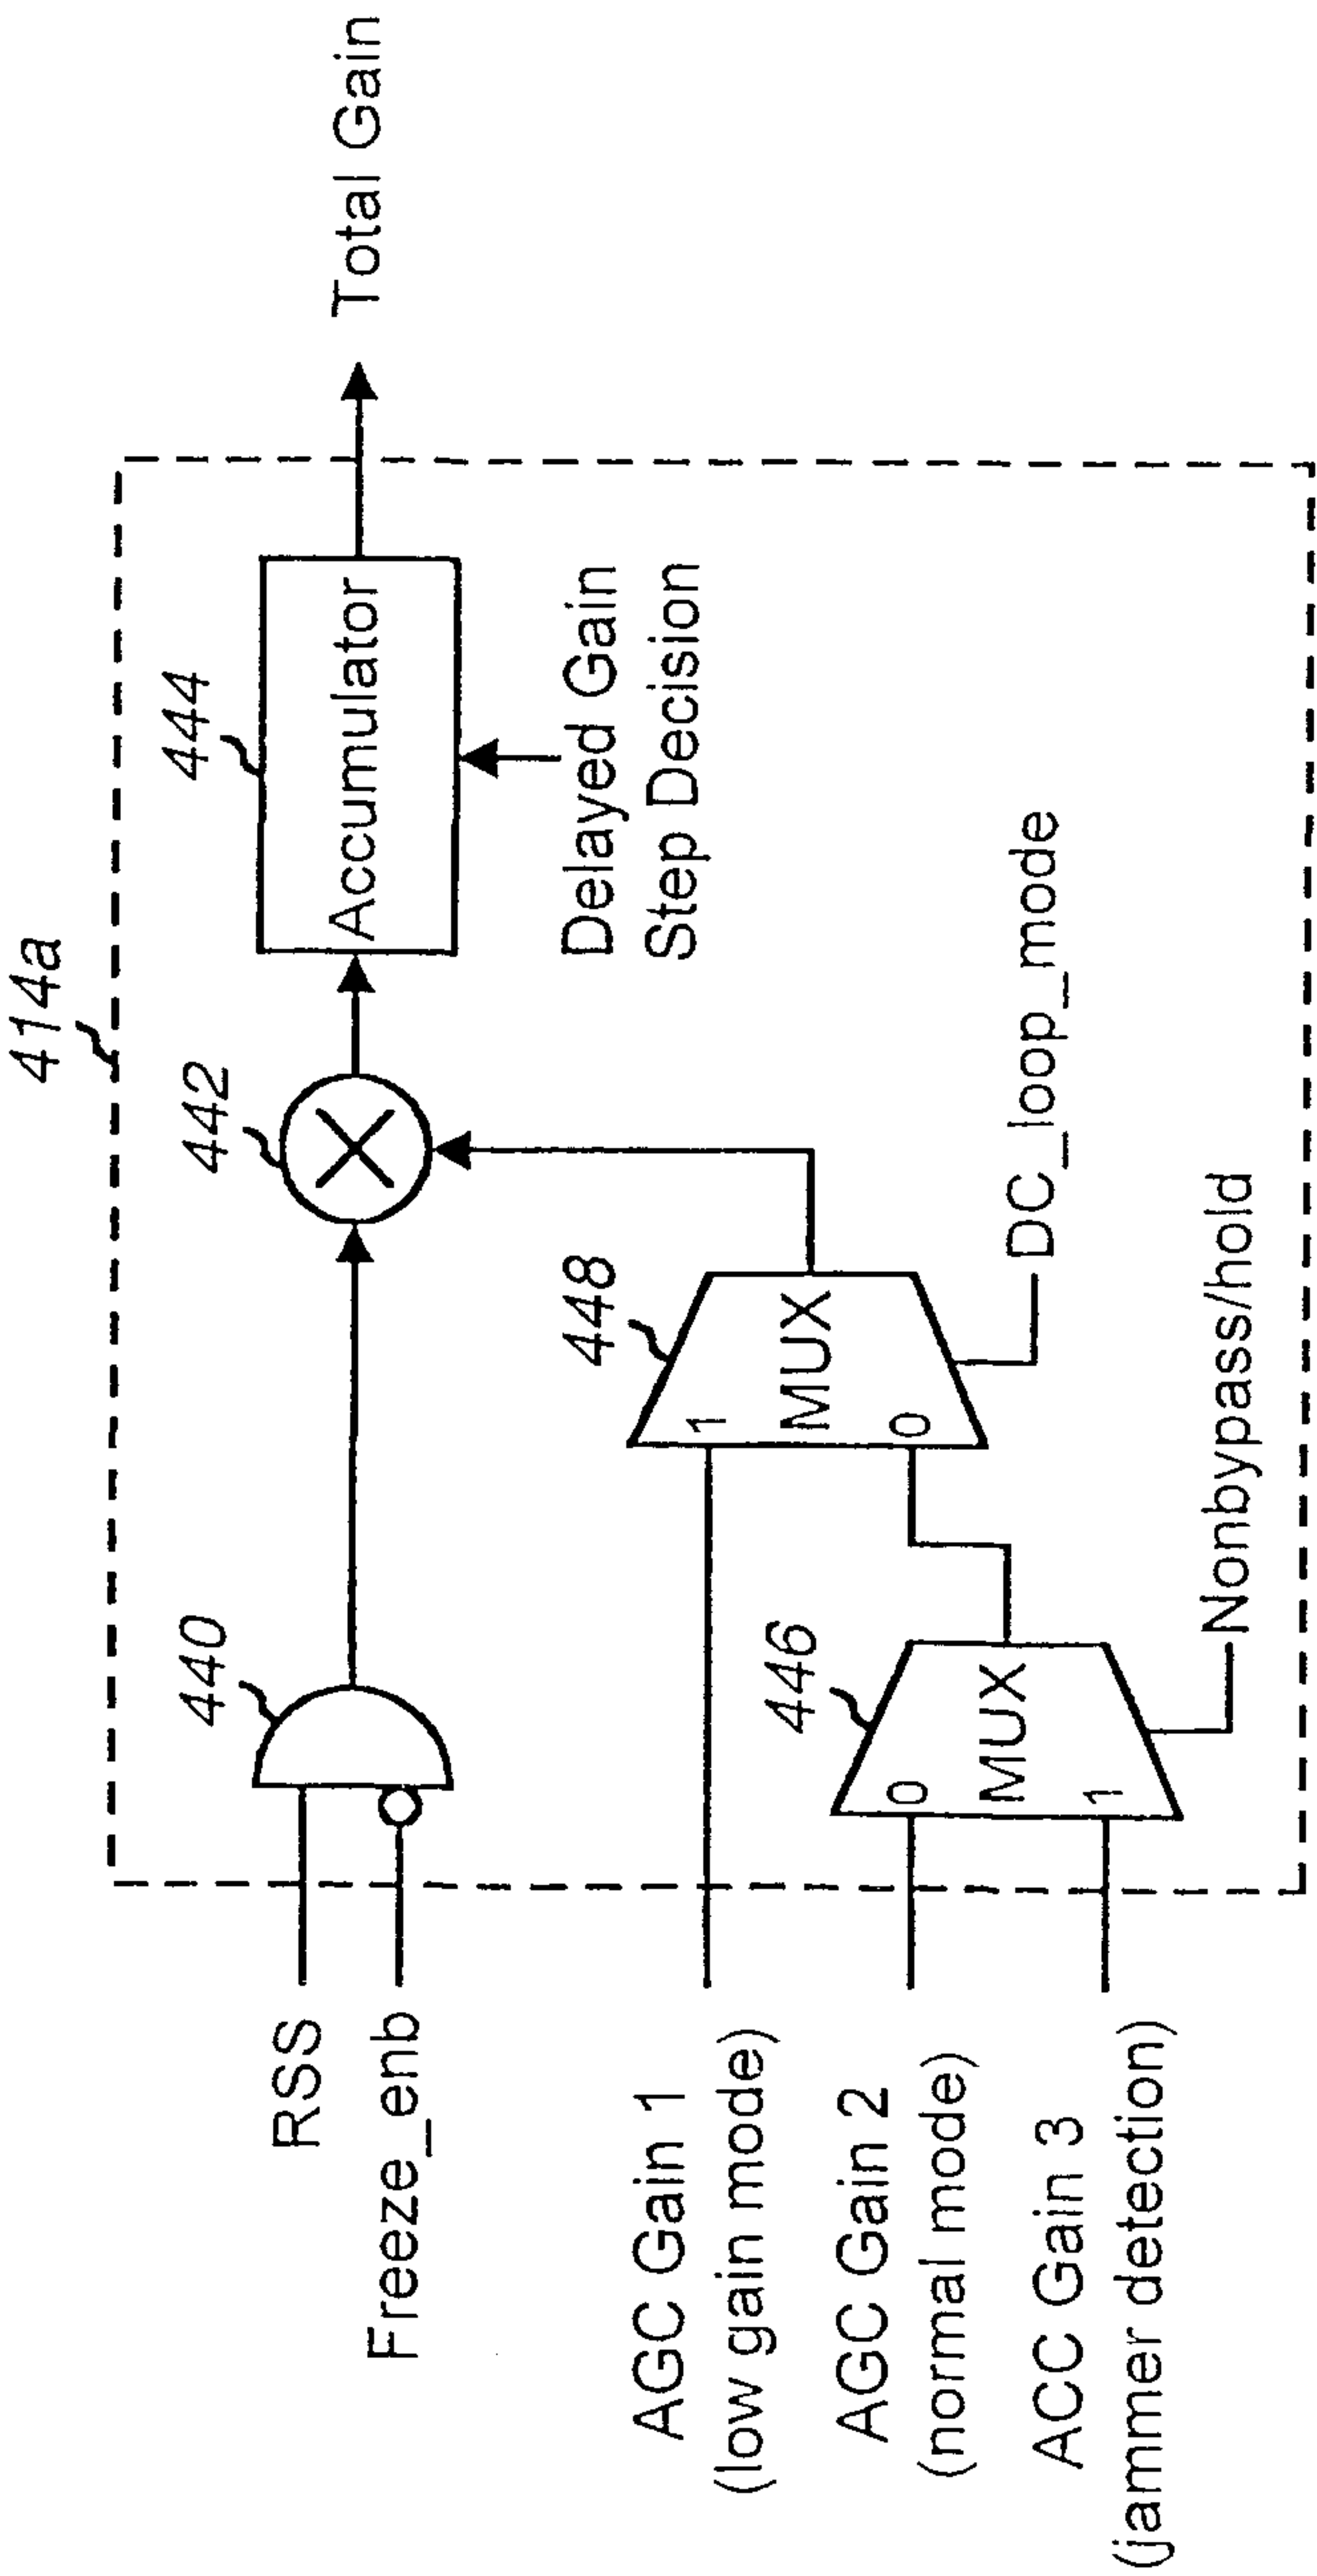 414a
440
442
444
RSS
Freeze_enb
Accumulator
Total Gain
Delayed Gain
Step Decision
448
1
MUX
0
DC_loop_mode
446
0
MUX
1
Nonbypass/hold
AGC Gain 1
(low gain mode)
AGC Gain 2
(normal mode)
ACC Gain 3
(jammer detection)